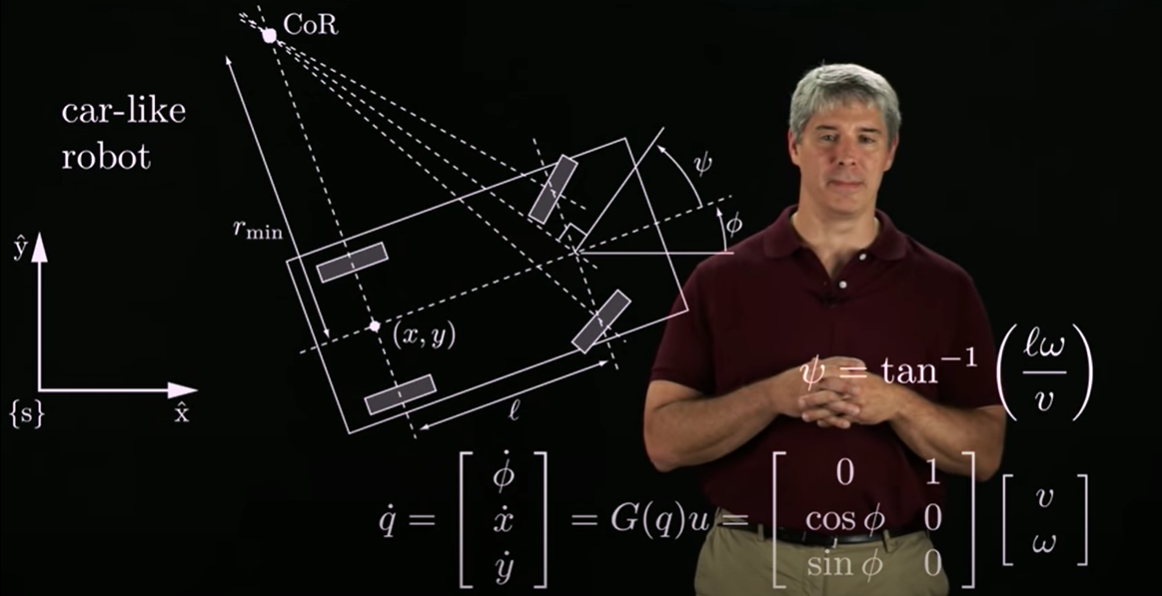 CoR
car-like
robot
ψ
r_min
ϕ
ŷ
(x, y)
ψ = tan⁻¹ (ℓω / v)
{s}
x̂
ℓ
q̇ = [ ϕ̇ ẋ ẏ ] = G(q)u = [ 0 1 cos ϕ 0 sin ϕ 0 ] [ v ω ]